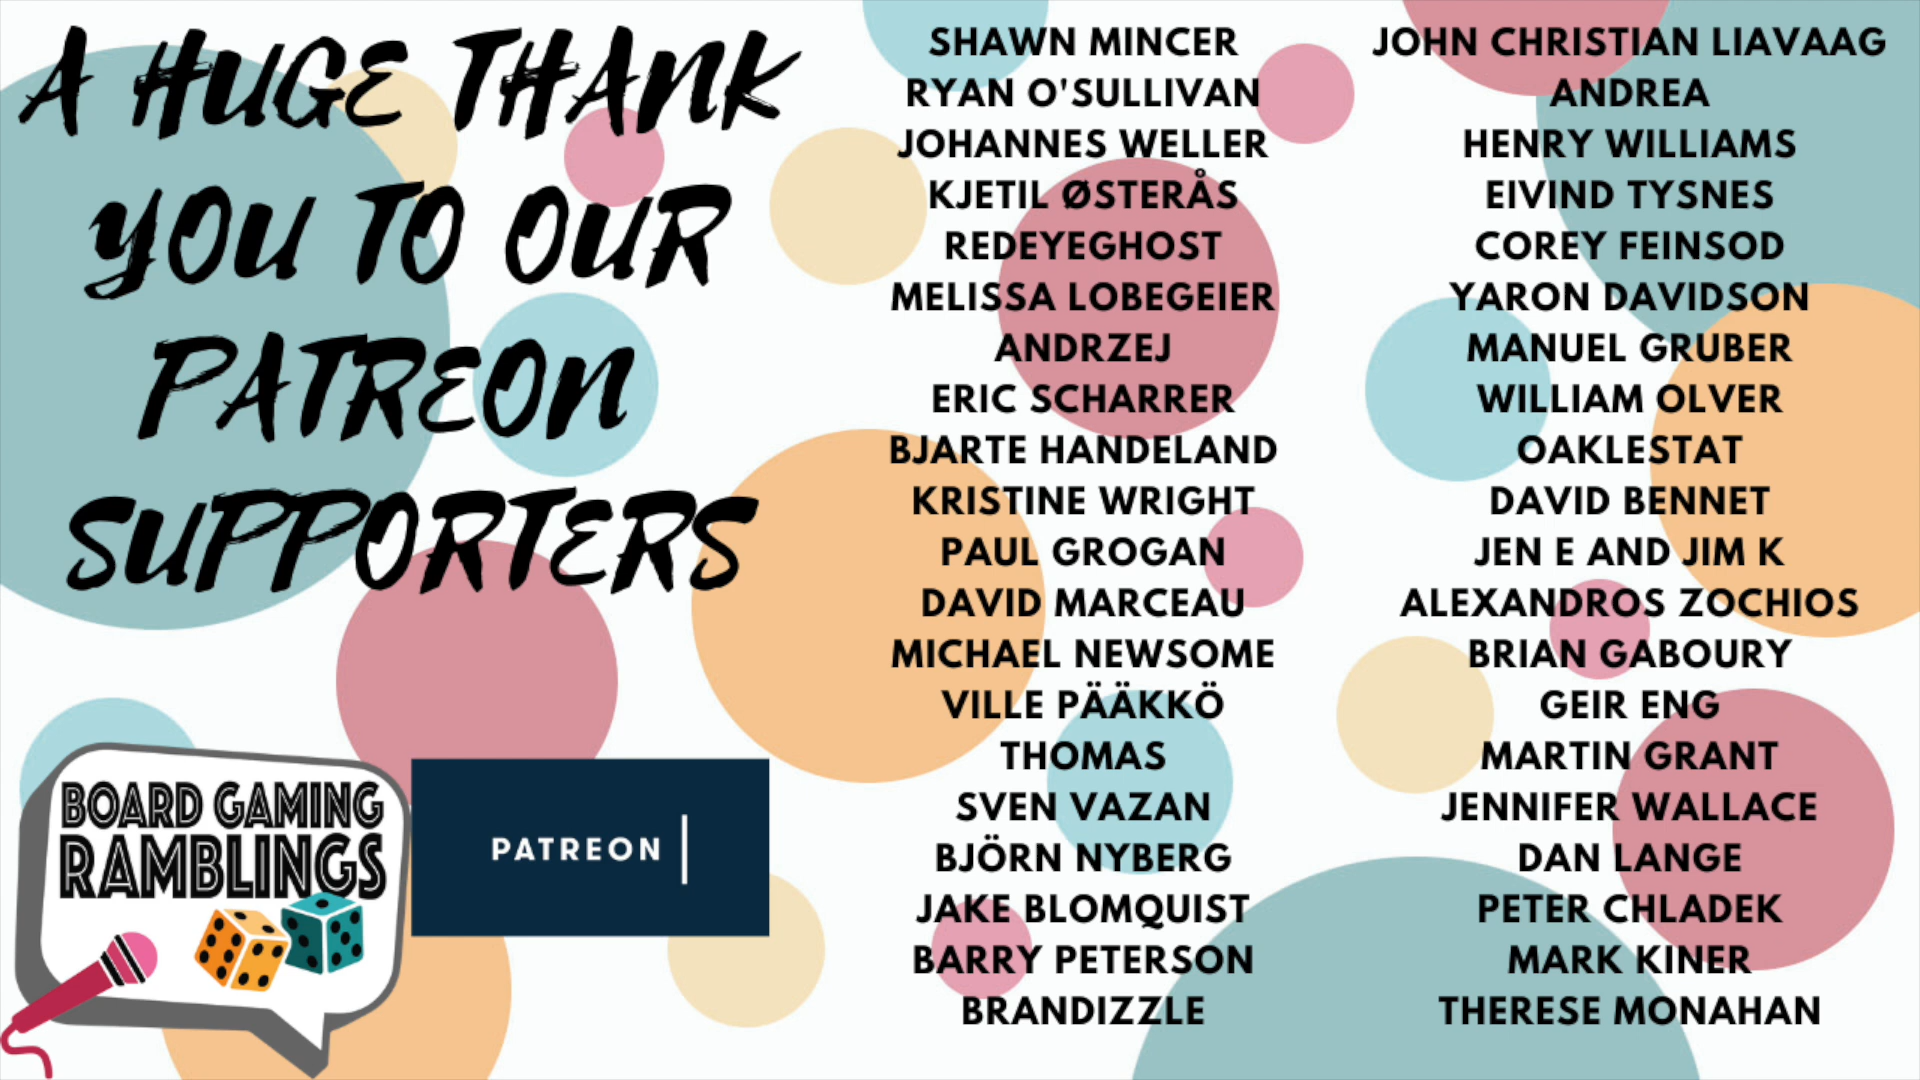 A HUGE THANK
YOU TO OUR
PATREON
SUPPORTERS
BOARD GAMING
RAMBLINGS
PATREON
SHAWN MINCER
RYAN O'SULLIVAN
JOHANNES WELLER
KJETIL ØSTERÅS
REDEYEGHOST
MELISSA LOBEGEIER
ANDRZEJ
ERIC SCHARRER
BJARTE HANDELAND
KRISTINE WRIGHT
PAUL GROGAN
DAVID MARCEAU
MICHAEL NEWSOME
VILLE PÄÄKKÖ
THOMAS
SVEN VAZAN
BJÖRN NYBERG
JAKE BLOMQUIST
BARRY PETERSON
BRANDIZZLE
JOHN CHRISTIAN LIAVAAG
ANDREA
HENRY WILLIAMS
EIVIND TYSNES
COREY FEINSOD
YARON DAVIDSON
MANUEL GRUBER
WILLIAM OLVER
OAKLESTAT
DAVID BENNET
JEN E AND JIM K
ALEXANDROS ZOCHIOS
BRIAN GABOURY
GEIR ENG
MARTIN GRANT
JENNIFER WALLACE
DAN LANGE
PETER CHLADEK
MARK KINER
THERESE MONAHAN